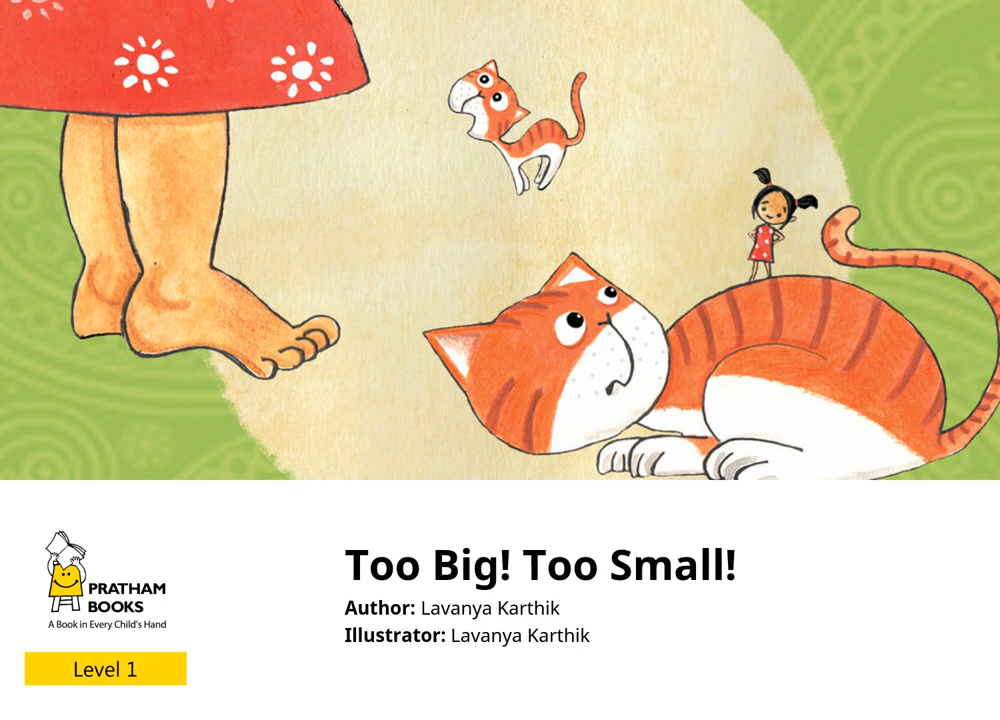 Too Big! Too Small!
Author: Lavanya Karthik
Illustrator: Lavanya Karthik
PRATHAM
BOOKS
A Book in Every Child's Hand
Level 1